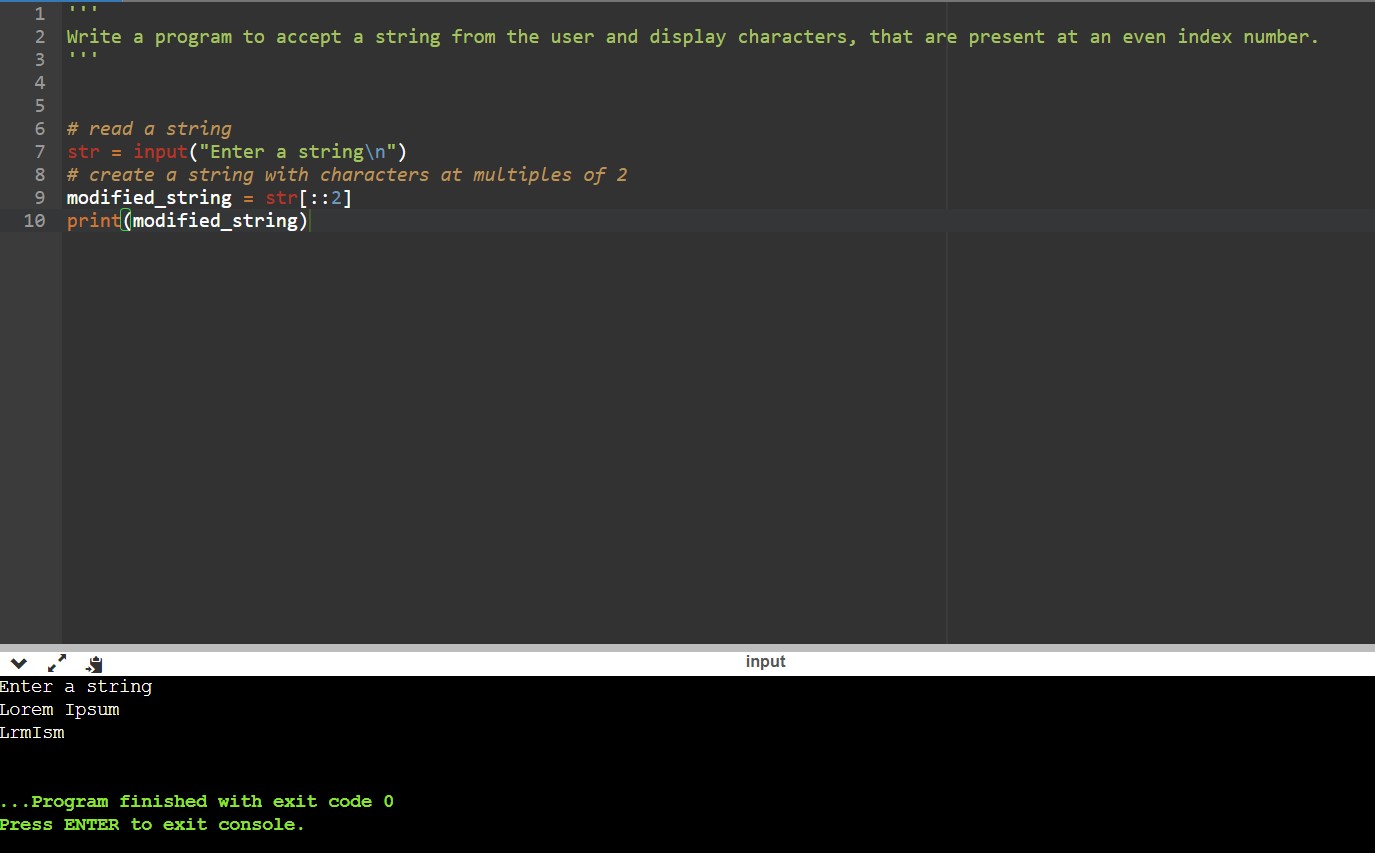 1 '''
2 Write a program to accept a string from the user and display characters, that are present at an even index number.
3 '''
4
5
6 # read a string
7 str = input("Enter a string\n")
8 # create a string with characters at multiples of 2
9 modified_string = str[::2]
10 print(modified_string)
input
Enter a string
Lorem Ipsum
LrmIsm
...Program finished with exit code 0
Press ENTER to exit console.